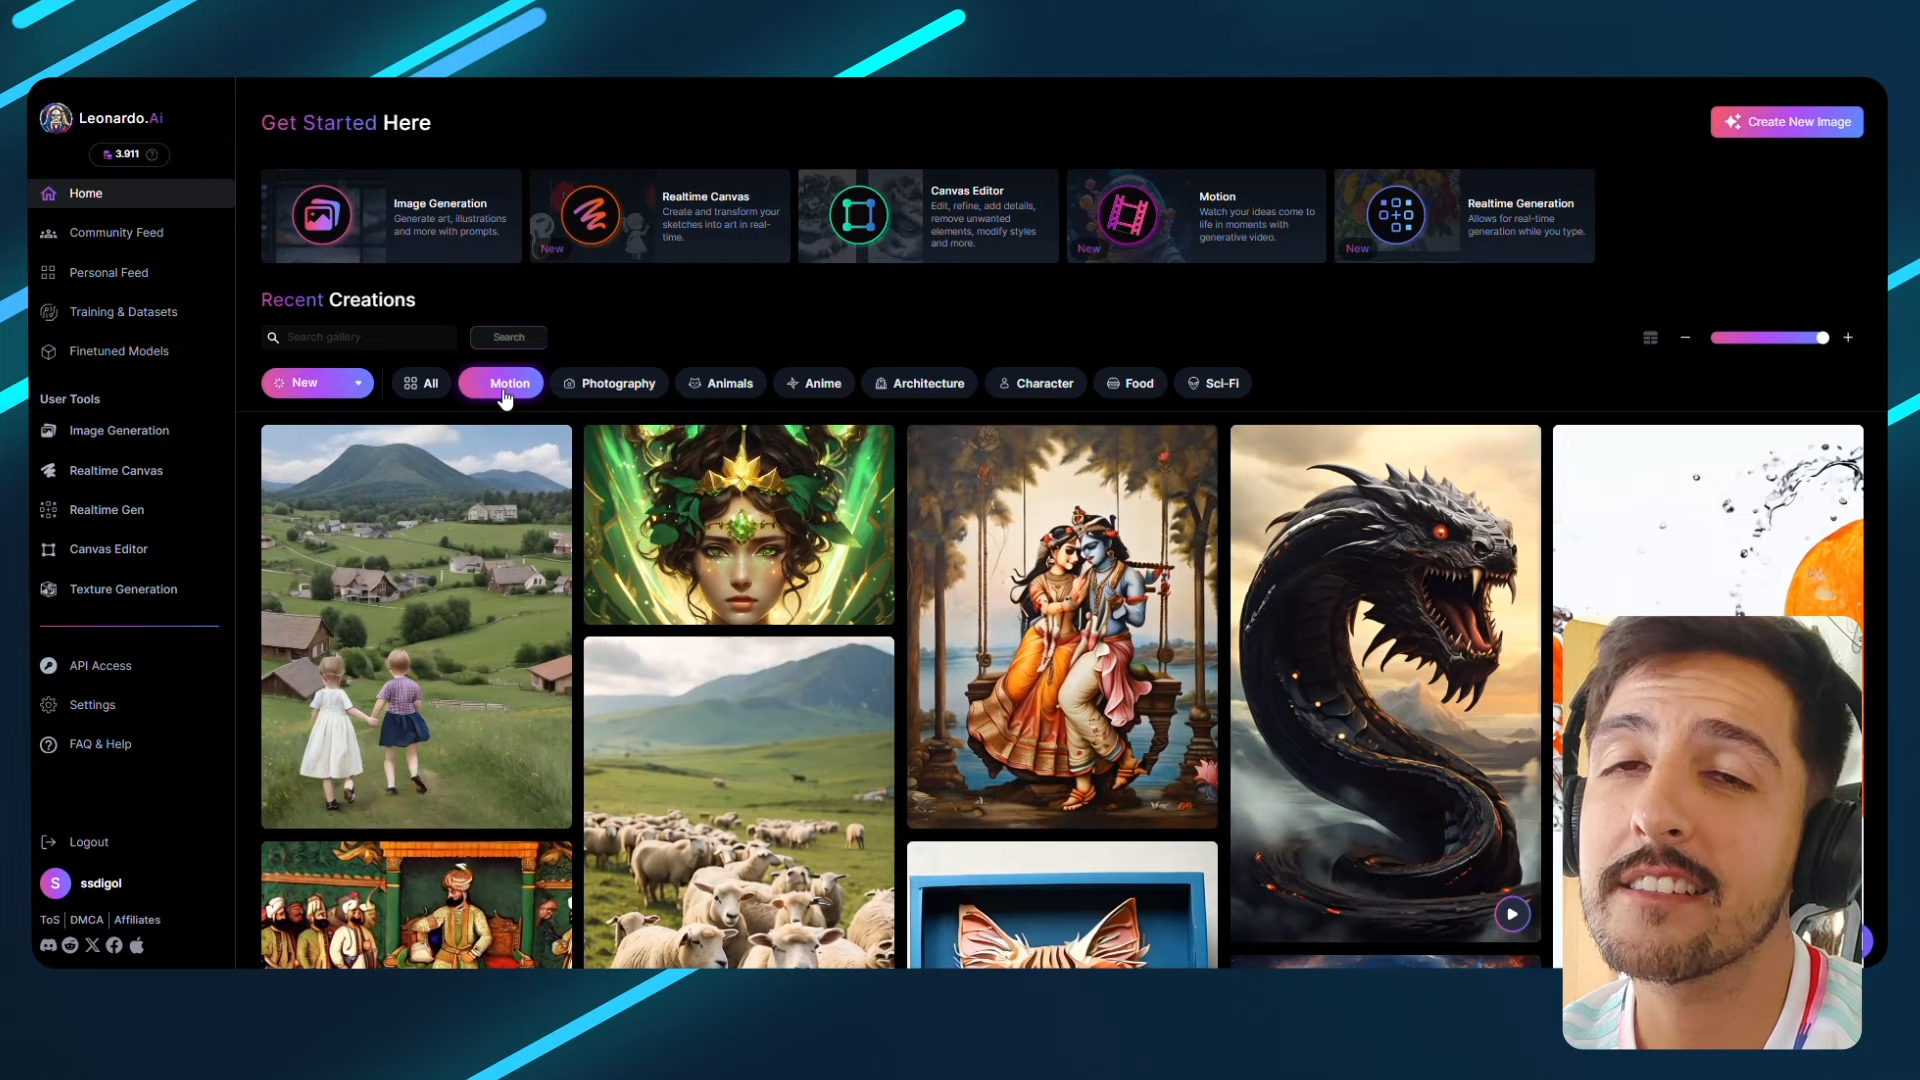 Leonardo.Ai
3.911
Home
Community Feed
Personal Feed
Training & Datasets
Finetuned Models
User Tools
Image Generation
Realtime Canvas
Realtime Gen
Canvas Editor
Texture Generation
API Access
Settings
FAQ & Help
Logout
S
ssdigol
ToS | DMCA | Affiliates
Get Started Here
Create New Image
Image Generation
Generate art, illustrations
and more with prompts.
New
Realtime Canvas
Create and transform your
sketches into art in real-
time.
Canvas Editor
Edit, refine, add details,
remove unwanted
elements, modify styles
and more.
New
Motion
Watch your ideas come to
life in moments with
generative video.
New
Realtime Generation
Allows for real-time
generation while you type.
Recent Creations
Search gallery
Search
New
All
Motion
Photography
Animals
Anime
Architecture
Character
Food
Sci-Fi